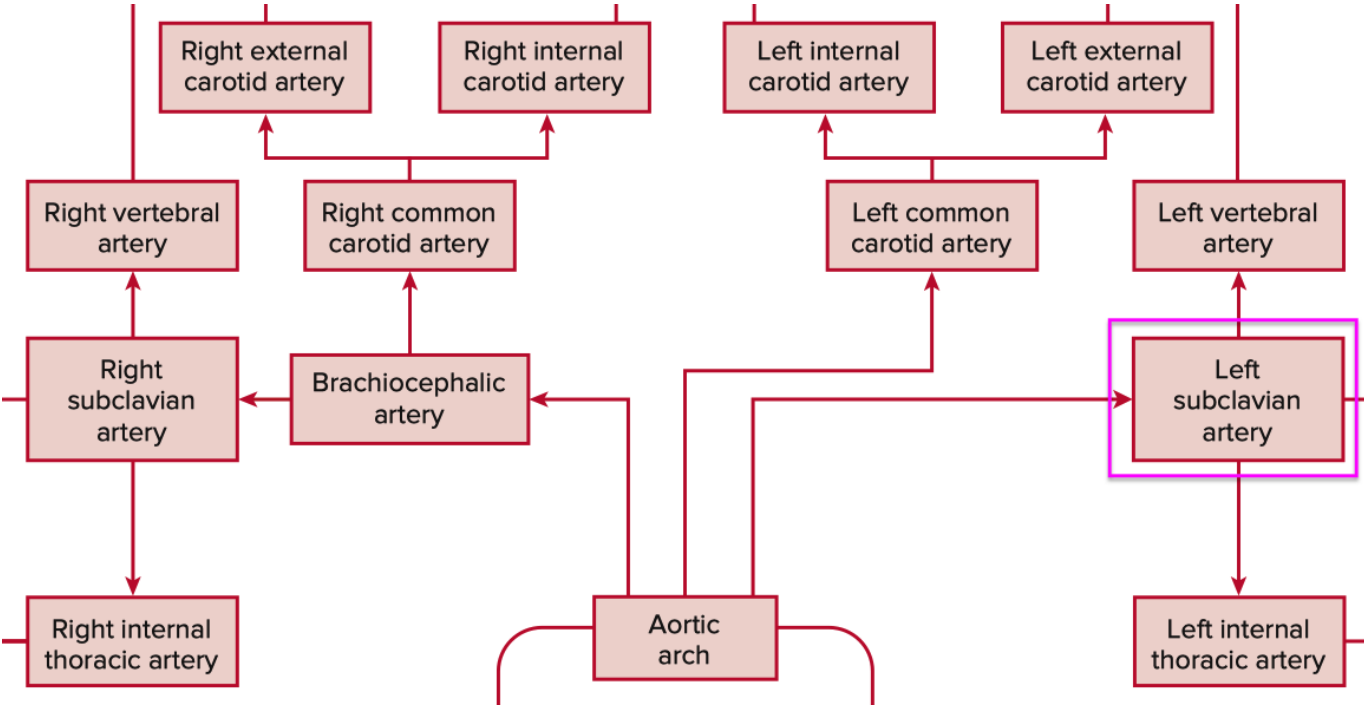 Right external
carotid artery
Right internal
carotid artery
Left internal
carotid artery
Left external
carotid artery
Right vertebral
artery
Right common
carotid artery
Left common
carotid artery
Left vertebral
artery
Right
subclavian
artery
Brachiocephalic
artery
Left
subclavian
artery
Right internal
thoracic artery
Aortic
arch
Left internal
thoracic artery